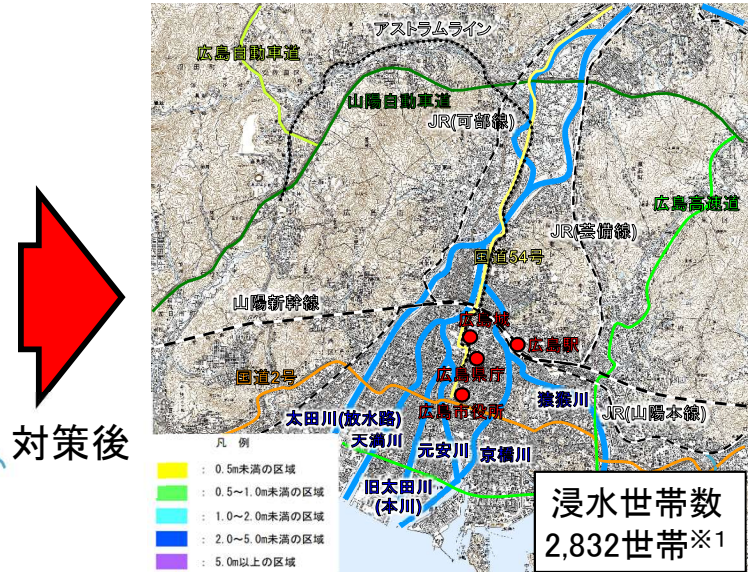 アストラムライン
広島自動車道
山陽自動車道
JR(可部線)
広島高速道
JR(芸備線)
国道54号
山陽新幹線
広島城
広島駅
広島県庁
国道2号
広島市役所
猿猴川
JR(山陽本線)
太田川(放水路)
天満川
元安川
京橋川
旧太田川
(本川)
対策後
凡 例
: 0.5m未満の区域
: 0.5～1.0m未満の区域
: 1.0～2.0m未満の区域
: 2.0～5.0m未満の区域
: 5.0m以上の区域
浸水世帯数
2,832世帯※1